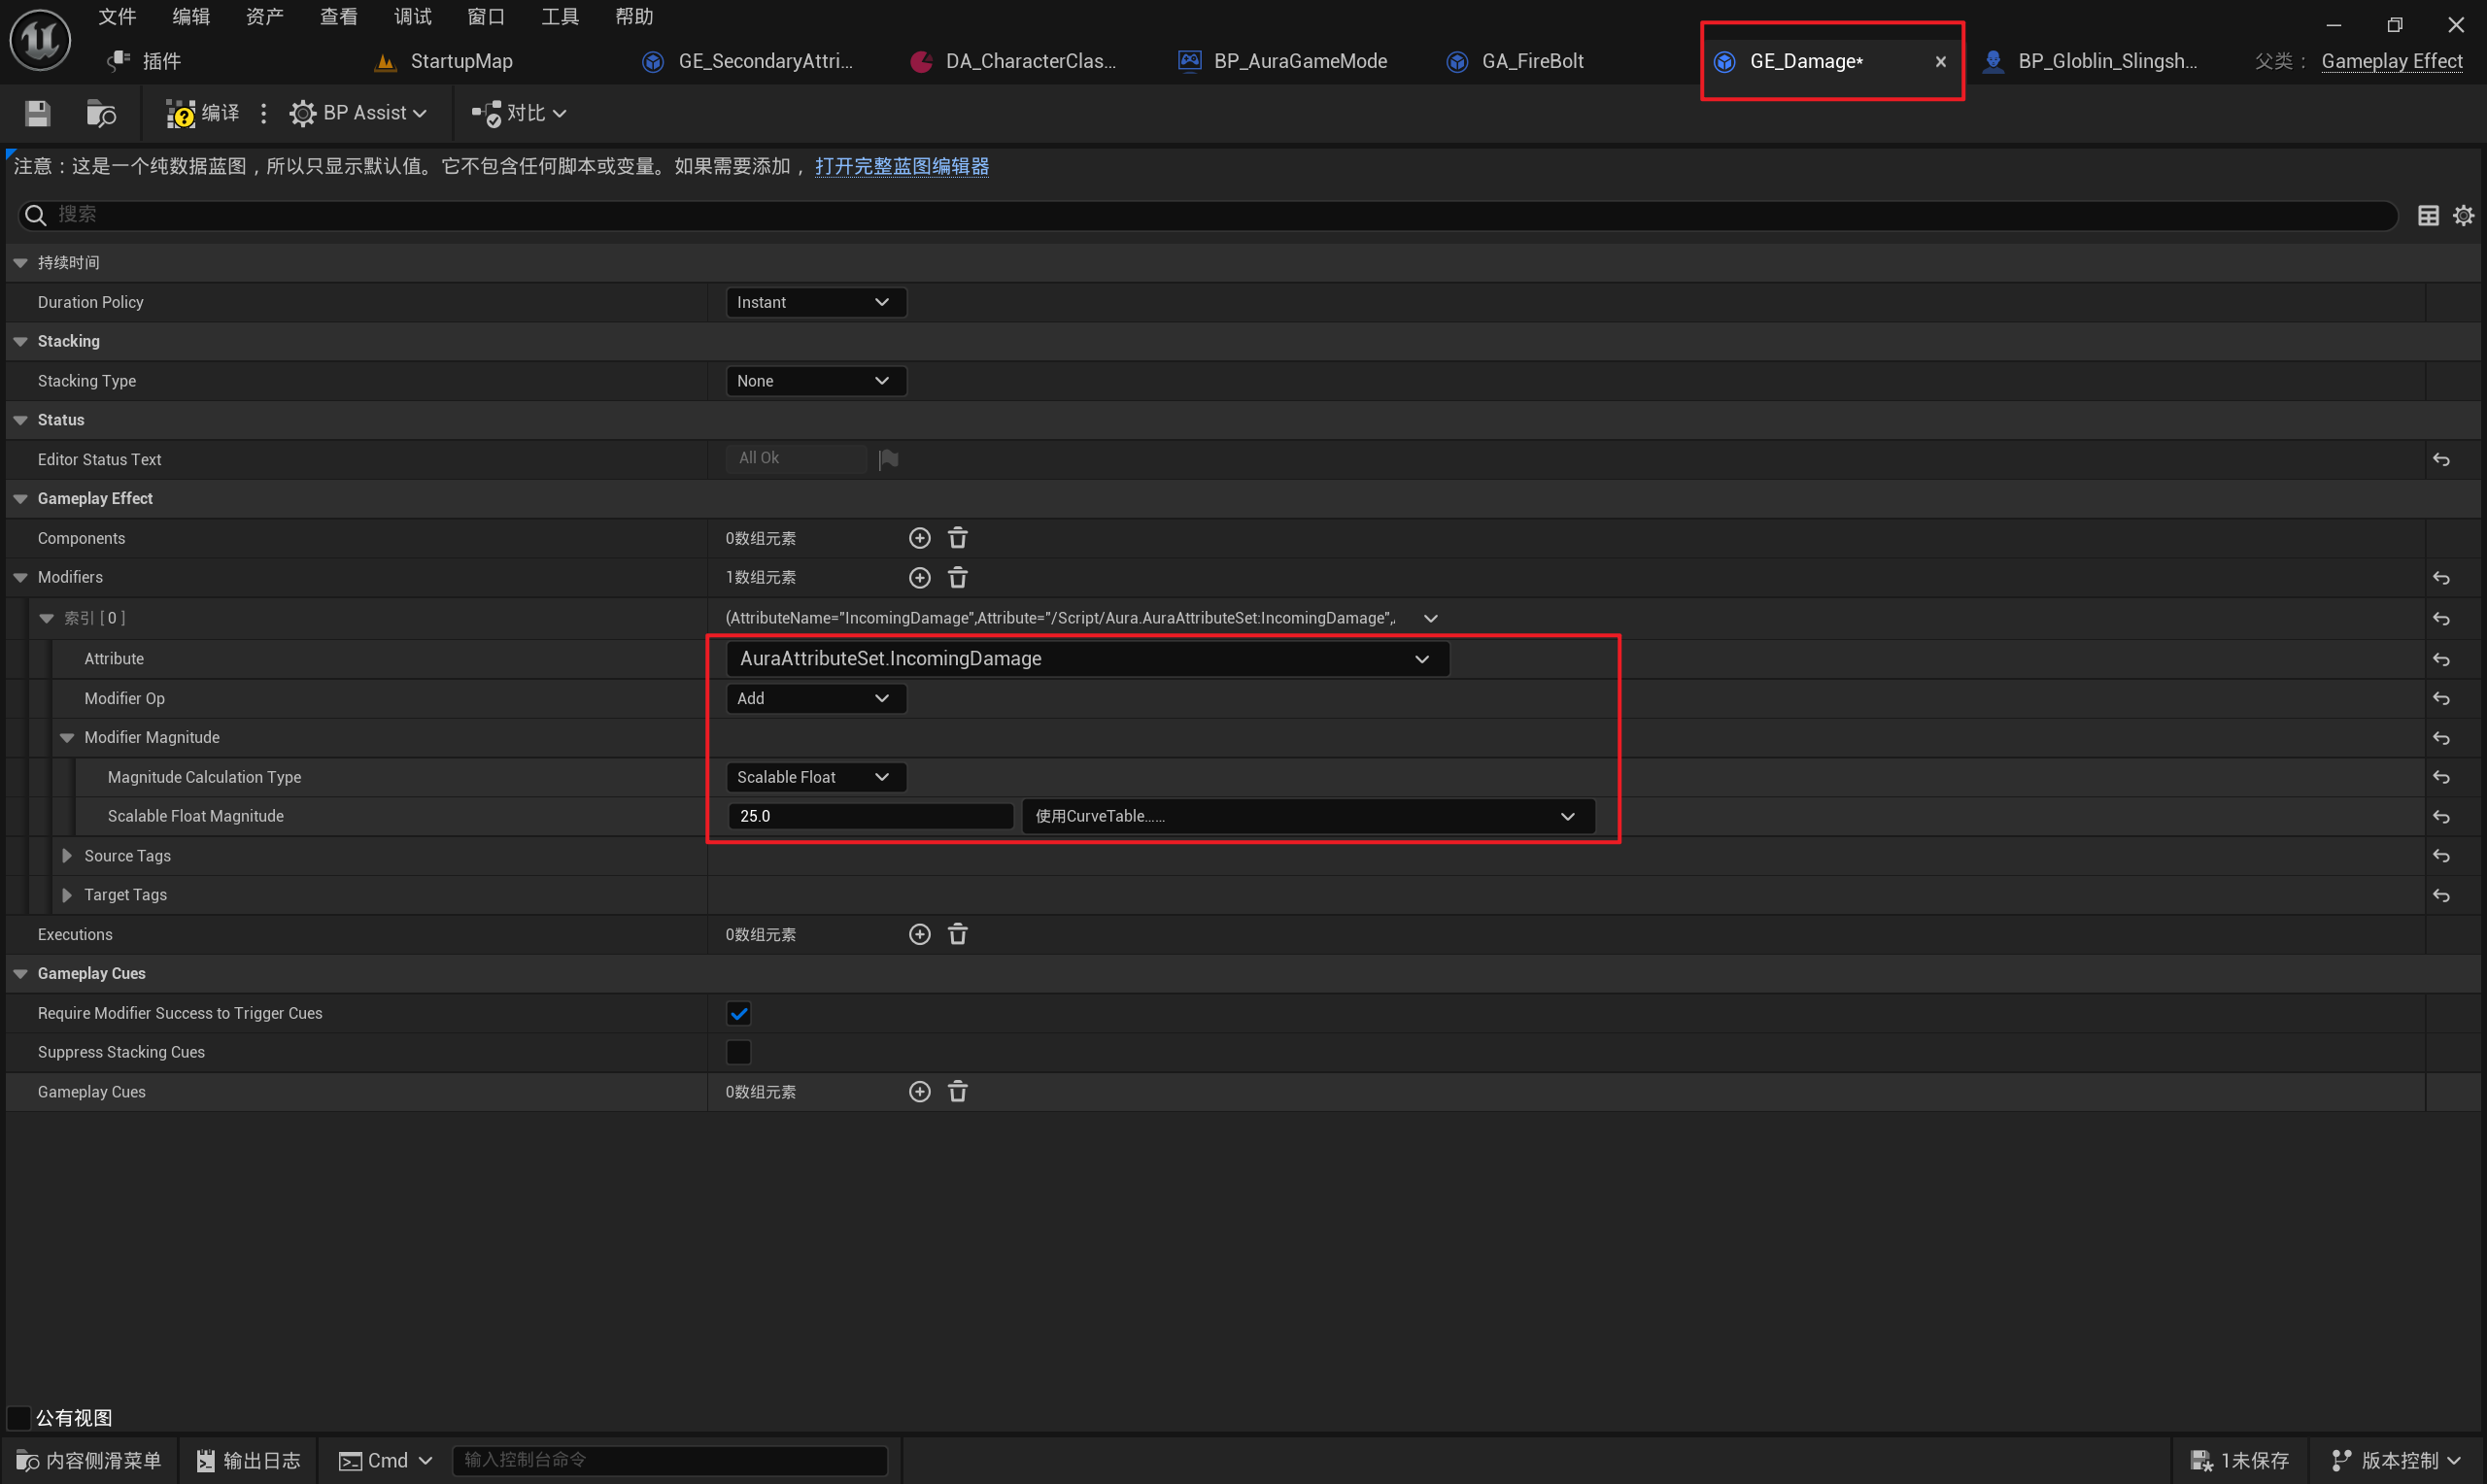 文件 编辑 资产 查看 调试 窗口 工具 帮助
插件 StartupMap GE_SecondaryAttri... DA_CharacterClas... BP_AuraGameMode GA_FireBolt GE_Damage* BP_Globlin_Slingsh... 父类： Gameplay Effect
编译 BP Assist 对比
注意：这是一个纯数据蓝图，所以只显示默认值。它不包含任何脚本或变量。如果需要添加，打开完整蓝图编辑器
搜索
持续时间
Duration Policy Instant
Stacking
Stacking Type None
Status
Editor Status Text All Ok
Gameplay Effect
Components 0数组元素
Modifiers 1数组元素
索引 [ 0 ] (AttributeName="IncomingDamage",Attribute="/Script/Aura.AuraAttributeSet:IncomingDamage",
Attribute AuraAttributeSet.IncomingDamage
Modifier Op Add
Modifier Magnitude
Magnitude Calculation Type Scalable Float
Scalable Float Magnitude 25.0 使用CurveTable......
Source Tags
Target Tags
Executions 0数组元素
Gameplay Cues
Require Modifier Success to Trigger Cues
Suppress Stacking Cues
Gameplay Cues 0数组元素
公有视图
内容侧滑菜单 输出日志 Cmd 输入控制台命令 1未保存 版本控制